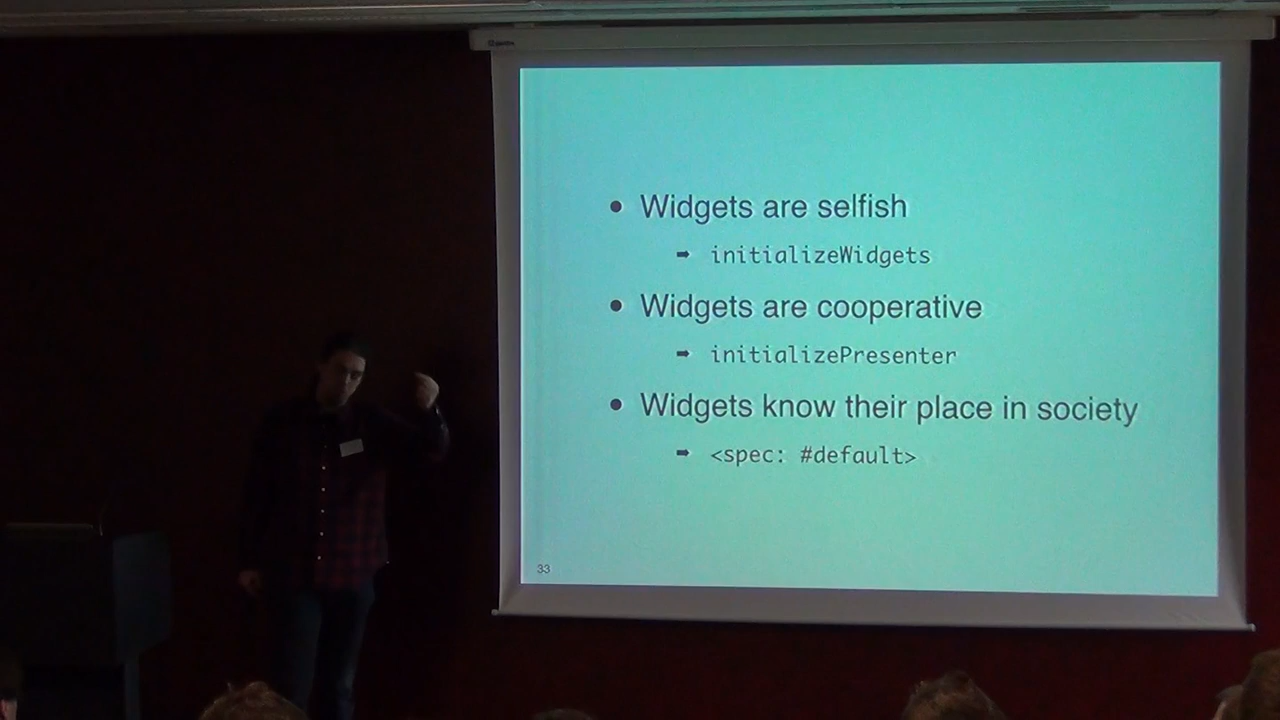 • Widgets are selfish
➡ initializeWidgets
• Widgets are cooperative
➡ initializePresenter
• Widgets know their place in society
➡ <spec: #default>
33